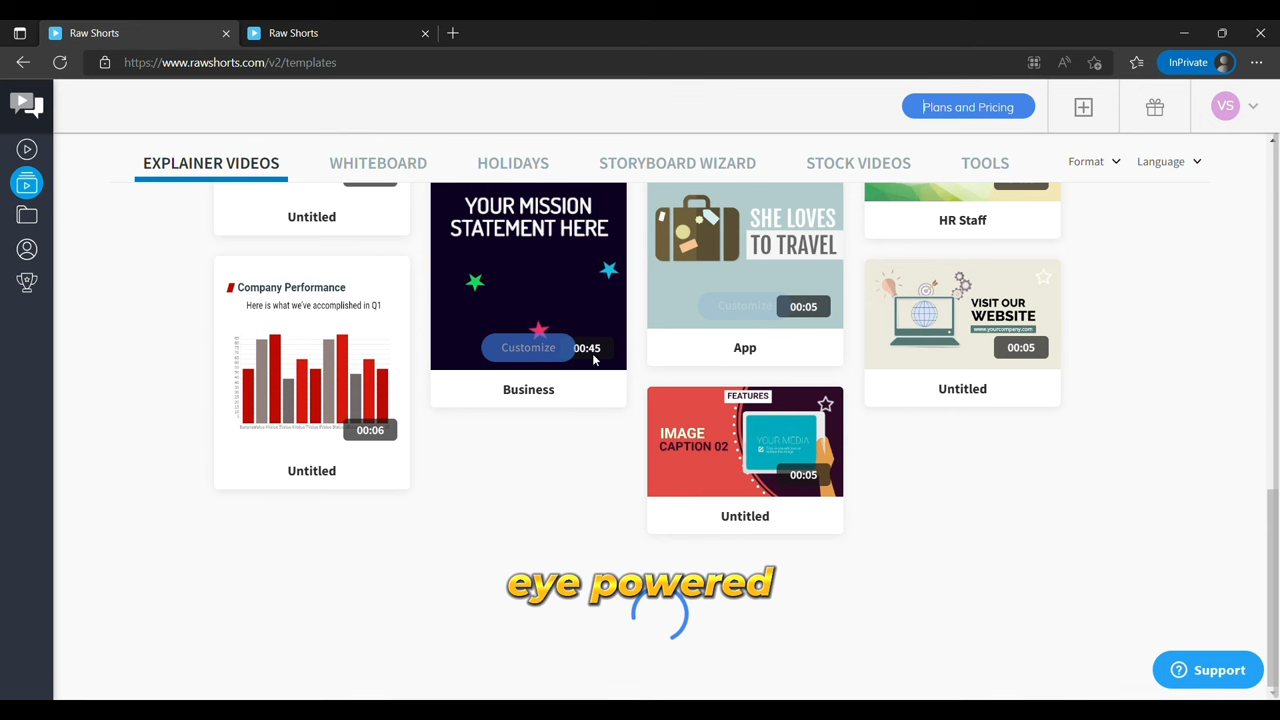 Raw Shorts
Raw Shorts
https://www.rawshorts.com/v2/templates
InPrivate
Plans and Pricing
VS
EXPLAINER VIDEOS
WHITEBOARD
HOLIDAYS
STORYBOARD WIZARD
STOCK VIDEOS
TOOLS
Format
Language
Untitled
Company Performance
Here is what we've accomplished in Q1
00:06
Untitled
YOUR MISSION
STATEMENT HERE
Customize
00:45
Business
SHE LOVES
TO TRAVEL
Customize
00:05
App
FEATURES
IMAGE
CAPTION 02
YOUR MEDIA
00:05
Untitled
HR Staff
VISIT OUR
WEBSITE
www.yourcompany.com
00:05
Untitled
eye powered
Support